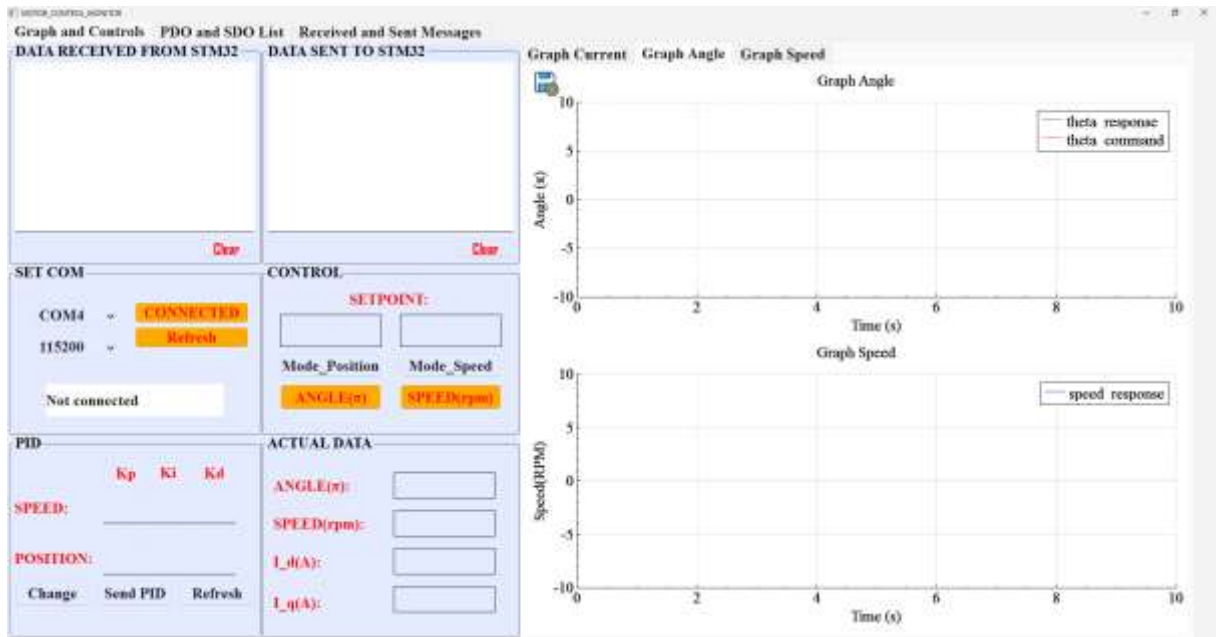 MOTOR_CONTROL_MONITOR
Graph and Controls PDO and SDO List Received and Sent Messages
DATA RECEIVED FROM STM32
Clear
DATA SENT TO STM32
Clear
SET COM
COM4 CONNECTED
115200 Refresh
Not connected
CONTROL
SETPOINT:
Mode_Position Mode_Speed
ANGLE(π) SPEED(rpm)
PID
Kp Ki Kd
SPEED:
POSITION:
Change Send PID Refresh
ACTUAL DATA
ANGLE(π):
SPEED(rpm):
I_d(A):
I_q(A):
Graph Current Graph Angle Graph Speed
Graph Angle
theta response
theta command
Angle (π)
10
5
0
-5
-10
0 2 4 6 8 10
Time (s)
Graph Speed
speed response
Speed(RPM)
10
5
0
-5
-10
0 2 4 6 8 10
Time (s)